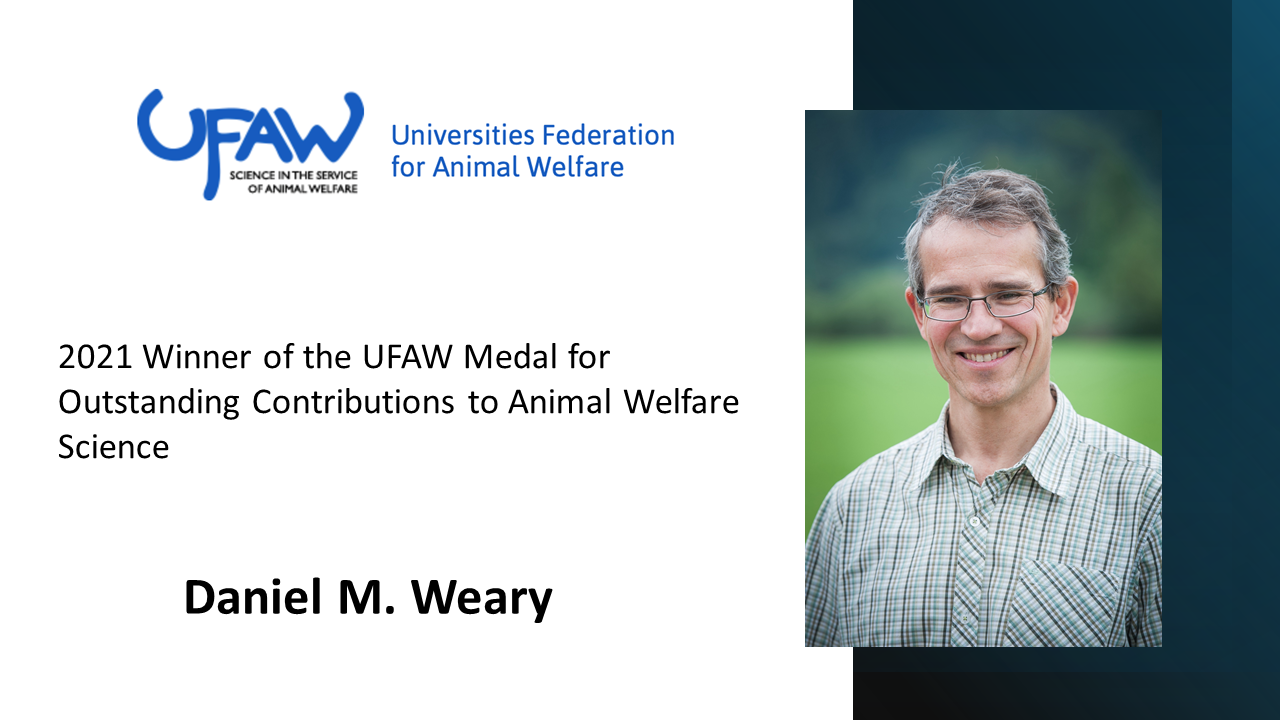 UFAW
SCIENCE IN THE SERVICE
OF ANIMAL WELFARE
Universities Federation
for Animal Welfare
2021 Winner of the UFAW Medal for
Outstanding Contributions to Animal Welfare
Science
Daniel M. Weary